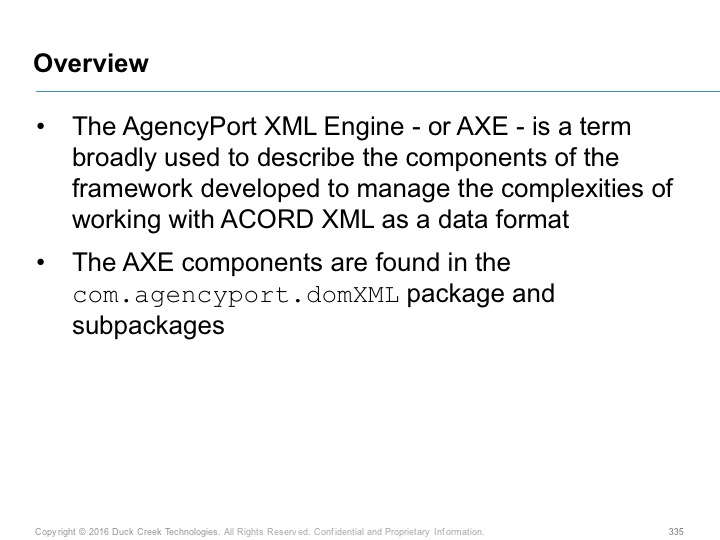 Overview
• The AgencyPort XML Engine - or AXE - is a term
broadly used to describe the components of the
framework developed to manage the complexities of
working with ACORD XML as a data format
• The AXE components are found in the
com.agencyport.domXML package and
subpackages
Copyright © 2016 Duck Creek Technologies. All Rights Reserved. Confidential and Proprietary Information. 335